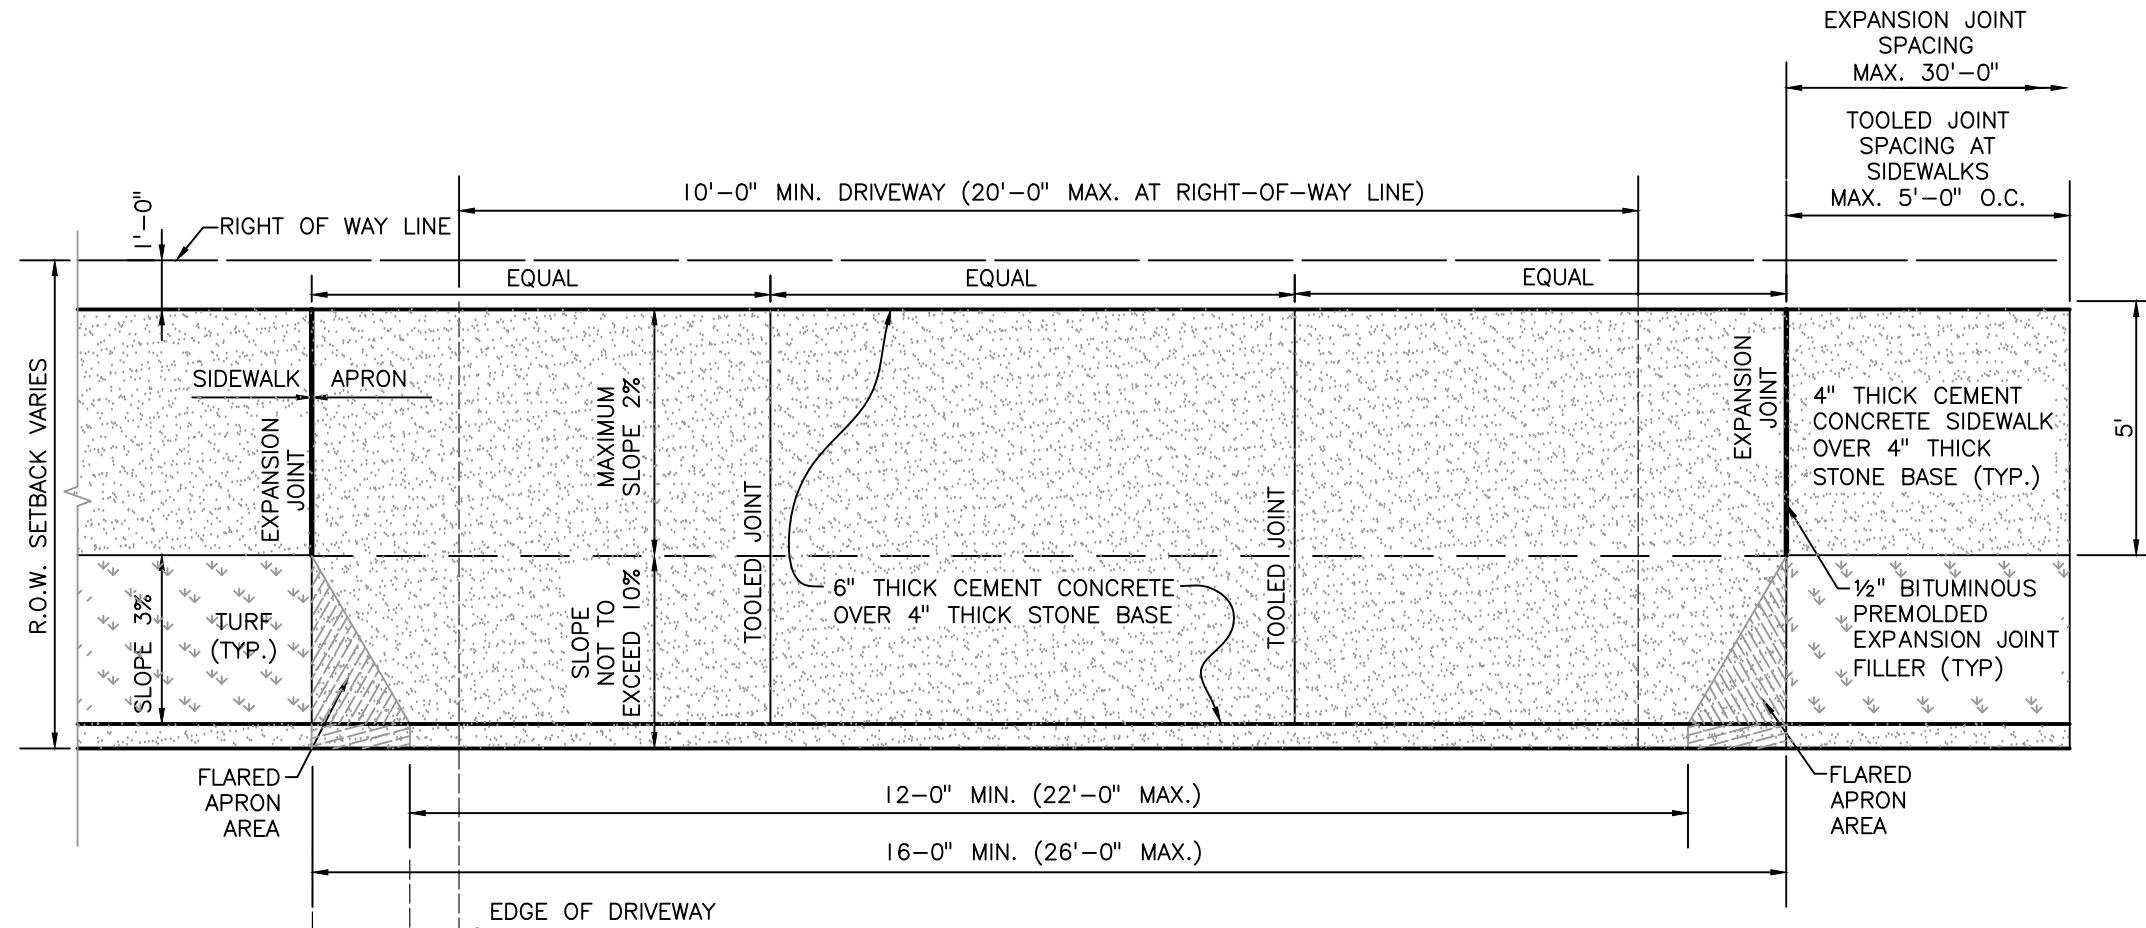 EXPANSION JOINT
SPACING
MAX. 30'-0"
TOOLED JOINT
SPACING AT
SIDEWALKS
MAX. 5'-0" O.C.
10'-0" MIN. DRIVEWAY (20'-0" MAX. AT RIGHT-OF-WAY LINE)
1'-0"
RIGHT OF WAY LINE
EQUAL
EQUAL
EQUAL
R.O.W. SETBACK VARIES
SIDEWALK
APRON
EXPANSION
JOINT
MAXIMUM
SLOPE 2%
TOOLED JOINT
TOOLED JOINT
EXPANSION
JOINT
4" THICK CEMENT
CONCRETE SIDEWALK
OVER 4" THICK
STONE BASE (TYP.)
5'
SLOPE 3%
TURF
(TYP.)
SLOPE
NOT TO
EXCEED 10%
6" THICK CEMENT CONCRETE
OVER 4" THICK STONE BASE
½" BITUMINOUS
PREMOLDED
EXPANSION JOINT
FILLER (TYP)
FLARED
APRON
AREA
12-0" MIN. (22'-0" MAX.)
FLARED
APRON
AREA
16-0" MIN. (26'-0" MAX.)
EDGE OF DRIVEWAY